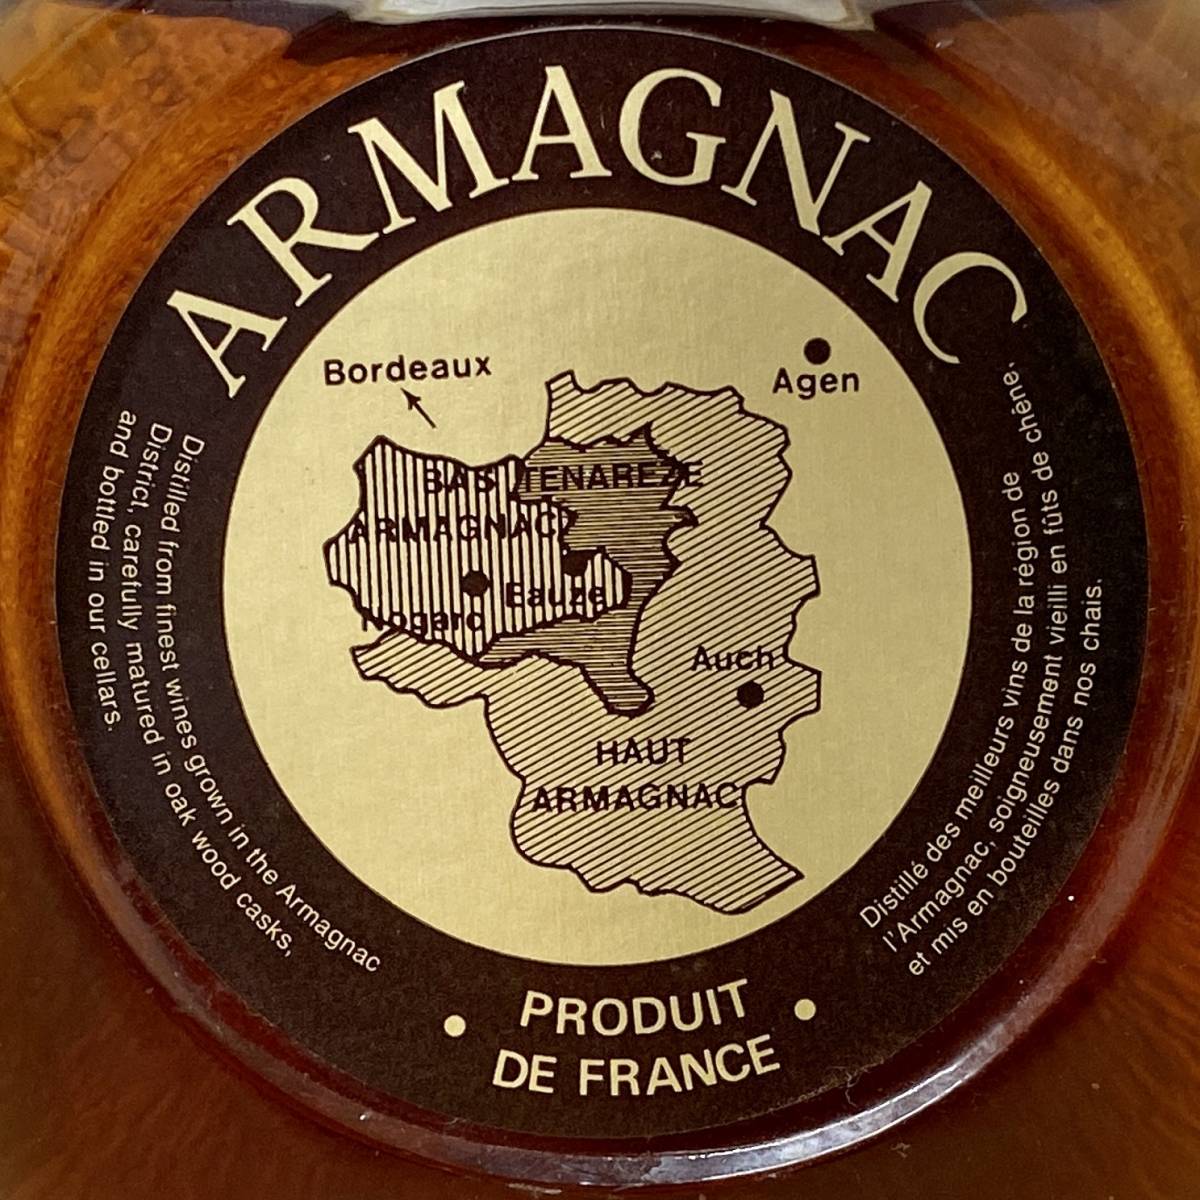 ARMAGNAC
Bordeaux
Agen
BAS TENAREZE
ARMAGNAC
Eauze
Nogaro
Auch
HAUT
ARMAGNAC
Distilled from finest wines grown in the Armagnac
District, carefully matured in oak wood casks,
and bottled in our cellars.
Distillé des meilleurs vins de la région de
l'Armagnac, soigneusement vieilli en fûts de chêne,
et mis en bouteilles dans nos chais.
• PRODUIT •
DE FRANCE